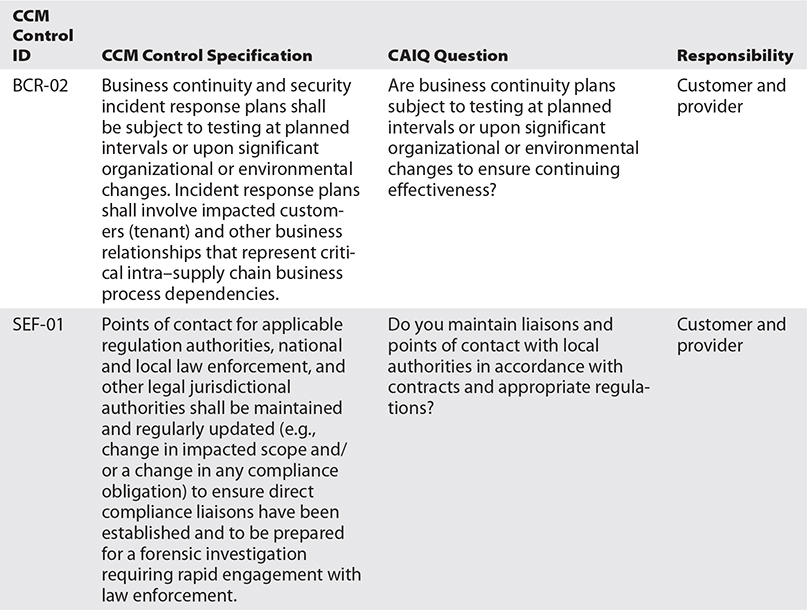 CCM
Control
ID
CCM Control Specification
CAIQ Question
Responsibility
BCR-02
Business continuity and security
incident response plans shall
be subject to testing at planned
intervals or upon significant
organizational or environmental
changes. Incident response plans
shall involve impacted custom-
ers (tenant) and other business
relationships that represent criti-
cal intra–supply chain business
process dependencies.
Are business continuity plans
subject to testing at planned
intervals or upon significant
organizational or environmental
changes to ensure continuing
effectiveness?
Customer and
provider
SEF-01
Points of contact for applicable
regulation authorities, national
and local law enforcement, and
other legal jurisdictional
authorities shall be maintained
and regularly updated (e.g.,
change in impacted scope and/
or a change in any compliance
obligation) to ensure direct
compliance liaisons have been
established and to be prepared
for a forensic investigation
requiring rapid engagement with
law enforcement.
Do you maintain liaisons and
points of contact with local
authorities in accordance with
contracts and appropriate regula-
tions?
Customer and
provider